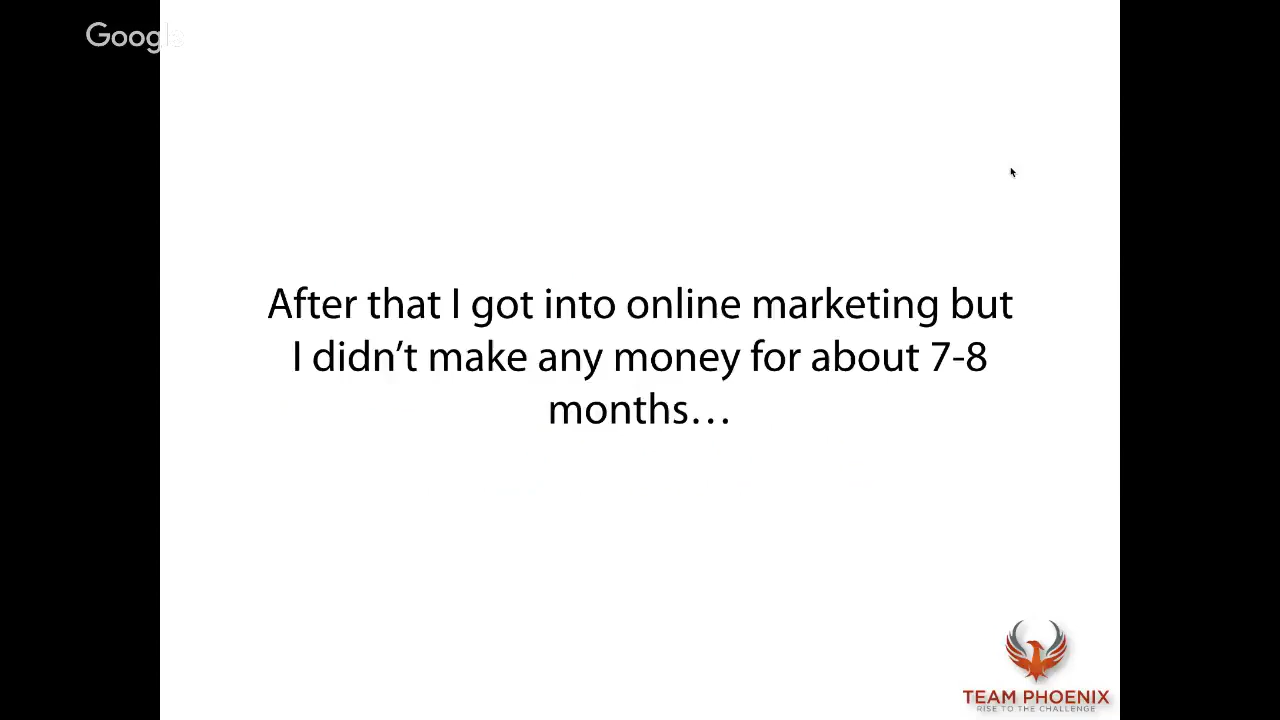 Google
After that I got into online marketing but
I didn’t make any money for about 7-8
months…
TEAM PHOENIX
RISE TO THE CHALLENGE